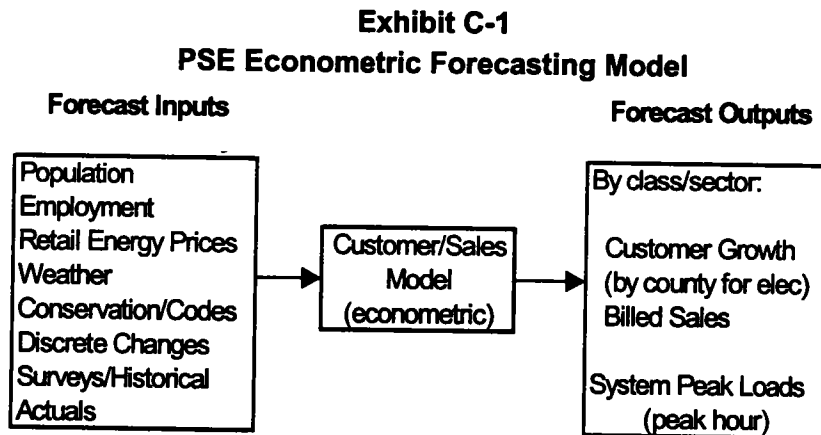 Exhibit C-1
PSE Econometric Forecasting Model
Forecast Inputs
Population
Employment
Retail Energy Prices
Weather
Conservation/Codes
Discrete Changes
Surveys/Historical
Actuals
Customer/Sales
Model
(econometric)
Forecast Outputs
By class/sector:
Customer Growth
(by county for elec)
Billed Sales
System Peak Loads
(peak hour)